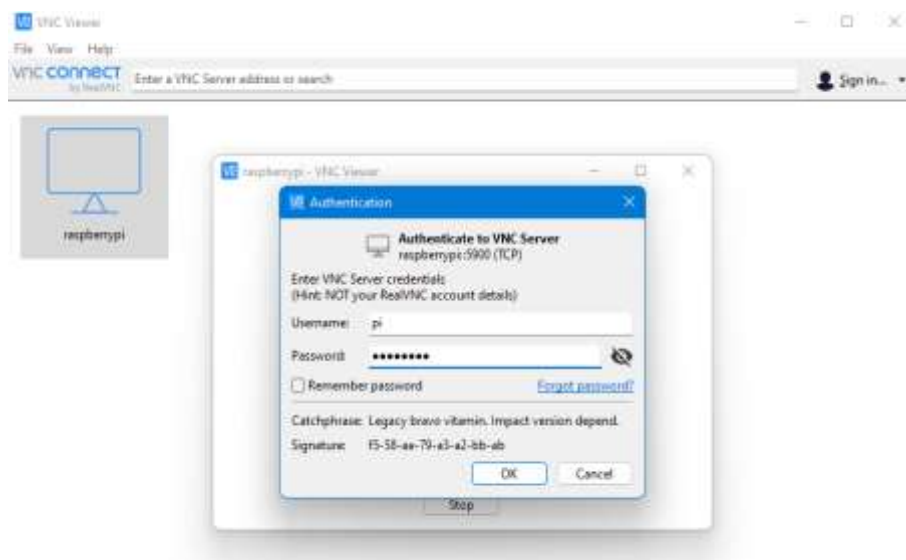 VNC Viewer
File View Help
VNC CONNECT
by RealVNC
Enter a VNC Server address or search
Sign in...
raspberrypi
raspberrypi - VNC Viewer
Authentication
Authenticate to VNC Server
raspberrypi:5900 (TCP)
Enter VNC Server credentials
(Hint: NOT your RealVNC account details)
Username: pi
Password: ••••••••
Remember password Forgot password?
Catchphrase: Legacy bravo vitamin. Impact version depend.
Signature: f5-58-ae-79-a3-a2-bb-ab
OK Cancel
Stop